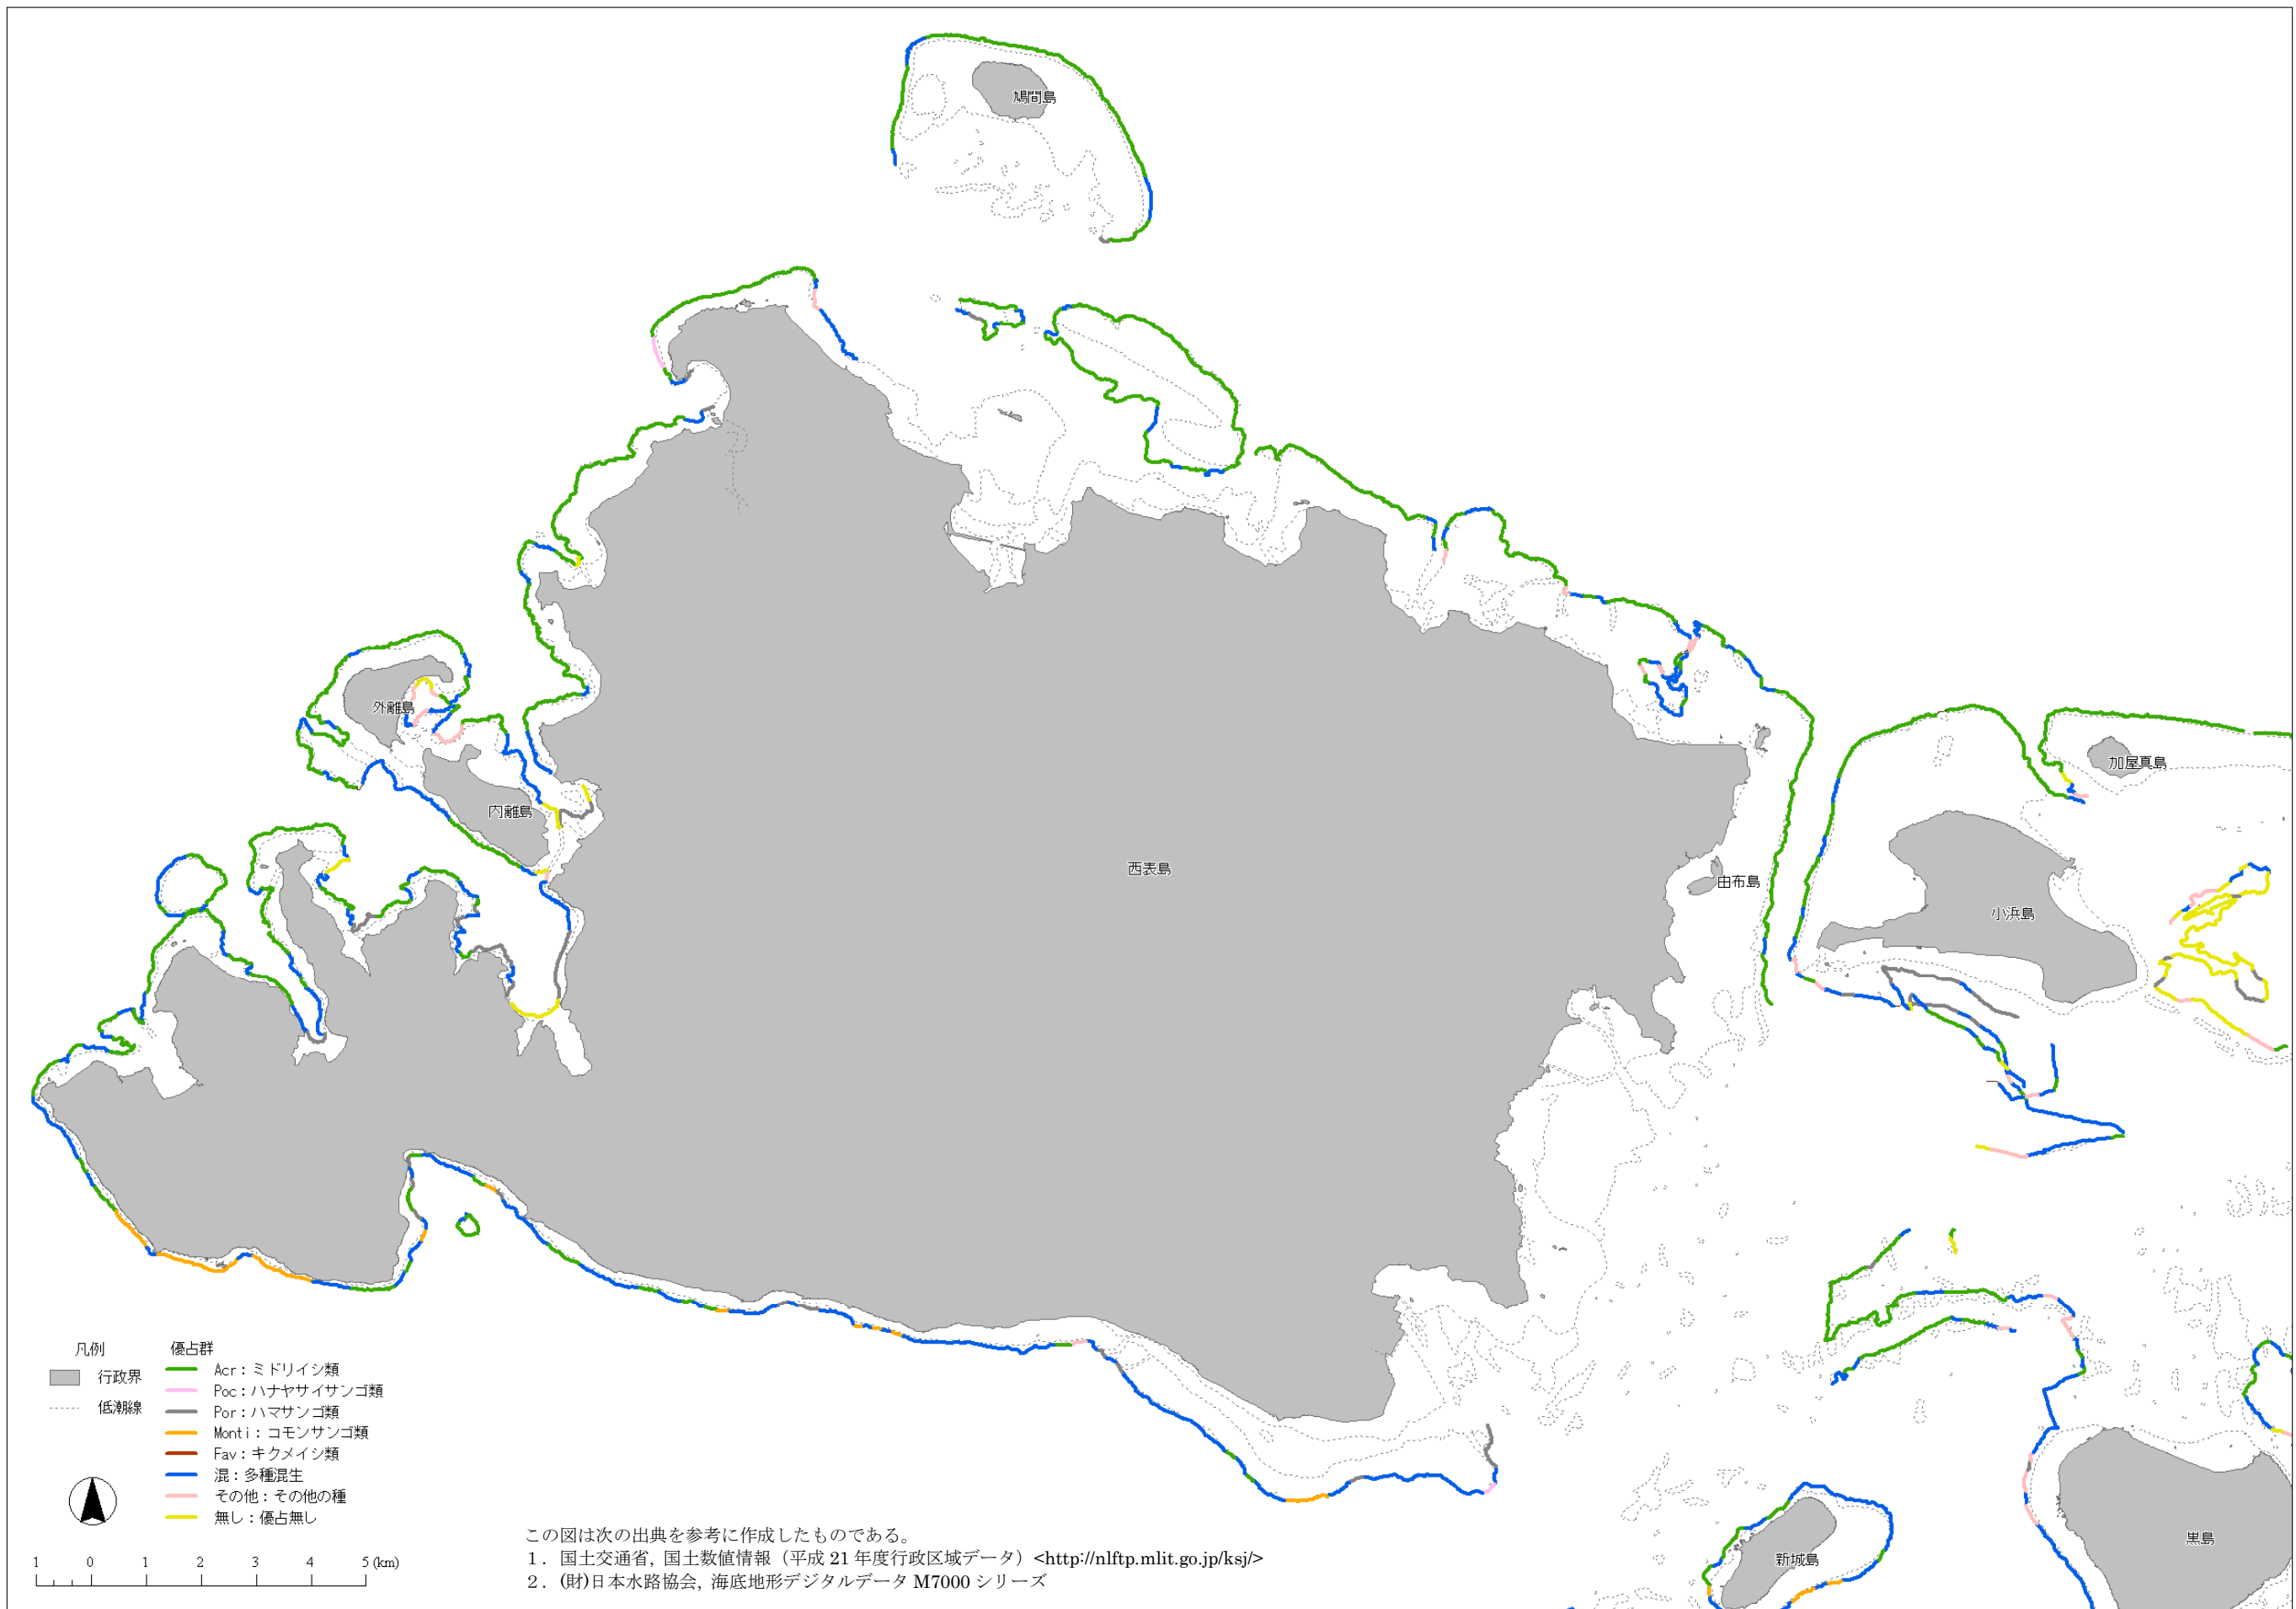 鳩間島
外離島
加屋真島
内離島
西表島
由布島
小浜島
凡例
優占群
行政界
低潮線
Acr：ミドリイシ類
Poc：ハナヤサイサンゴ類
Por：ハマサンゴ類
Monti：コモンサンゴ類
Fav：キクメイシ類
混：多種混生
その他：その他の種
無し：優占無し
1 0 1 2 3 4 5 (km)
この図は次の出典を参考に作成したものである。
１．国土交通省, 国土数値情報（平成 21 年度行政区域データ）<http://nlftp.mlit.go.jp/ksj/>
２．(財)日本水路協会, 海底地形デジタルデータ M7000 シリーズ
新城島
黒島